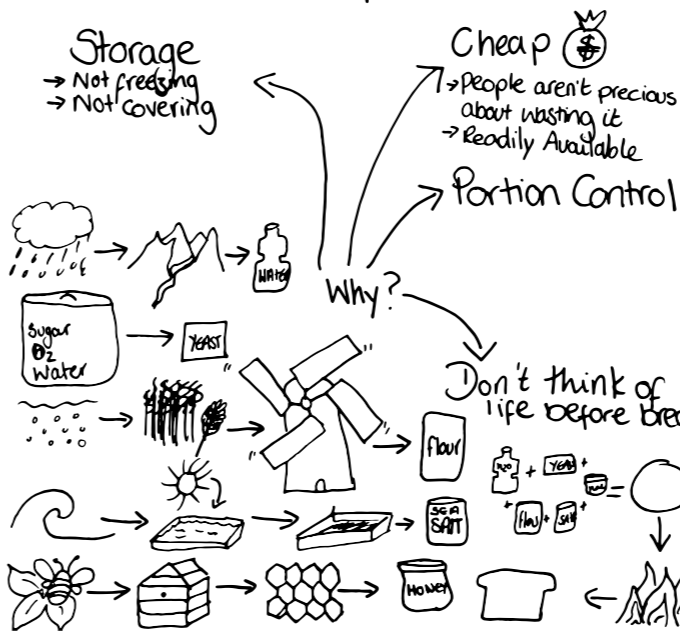 Storage
→ Not freezing
→ Not covering
Cheap $
→ People aren't precious
about wasting it
→ Readily Available
Portion Control
Why?
WATER
Sugar
O2
Water
YEAST
Don't think of
life before
flour
H2O + YEAST +
+ FLOU + SALT =
SEA
SALT
HONEY